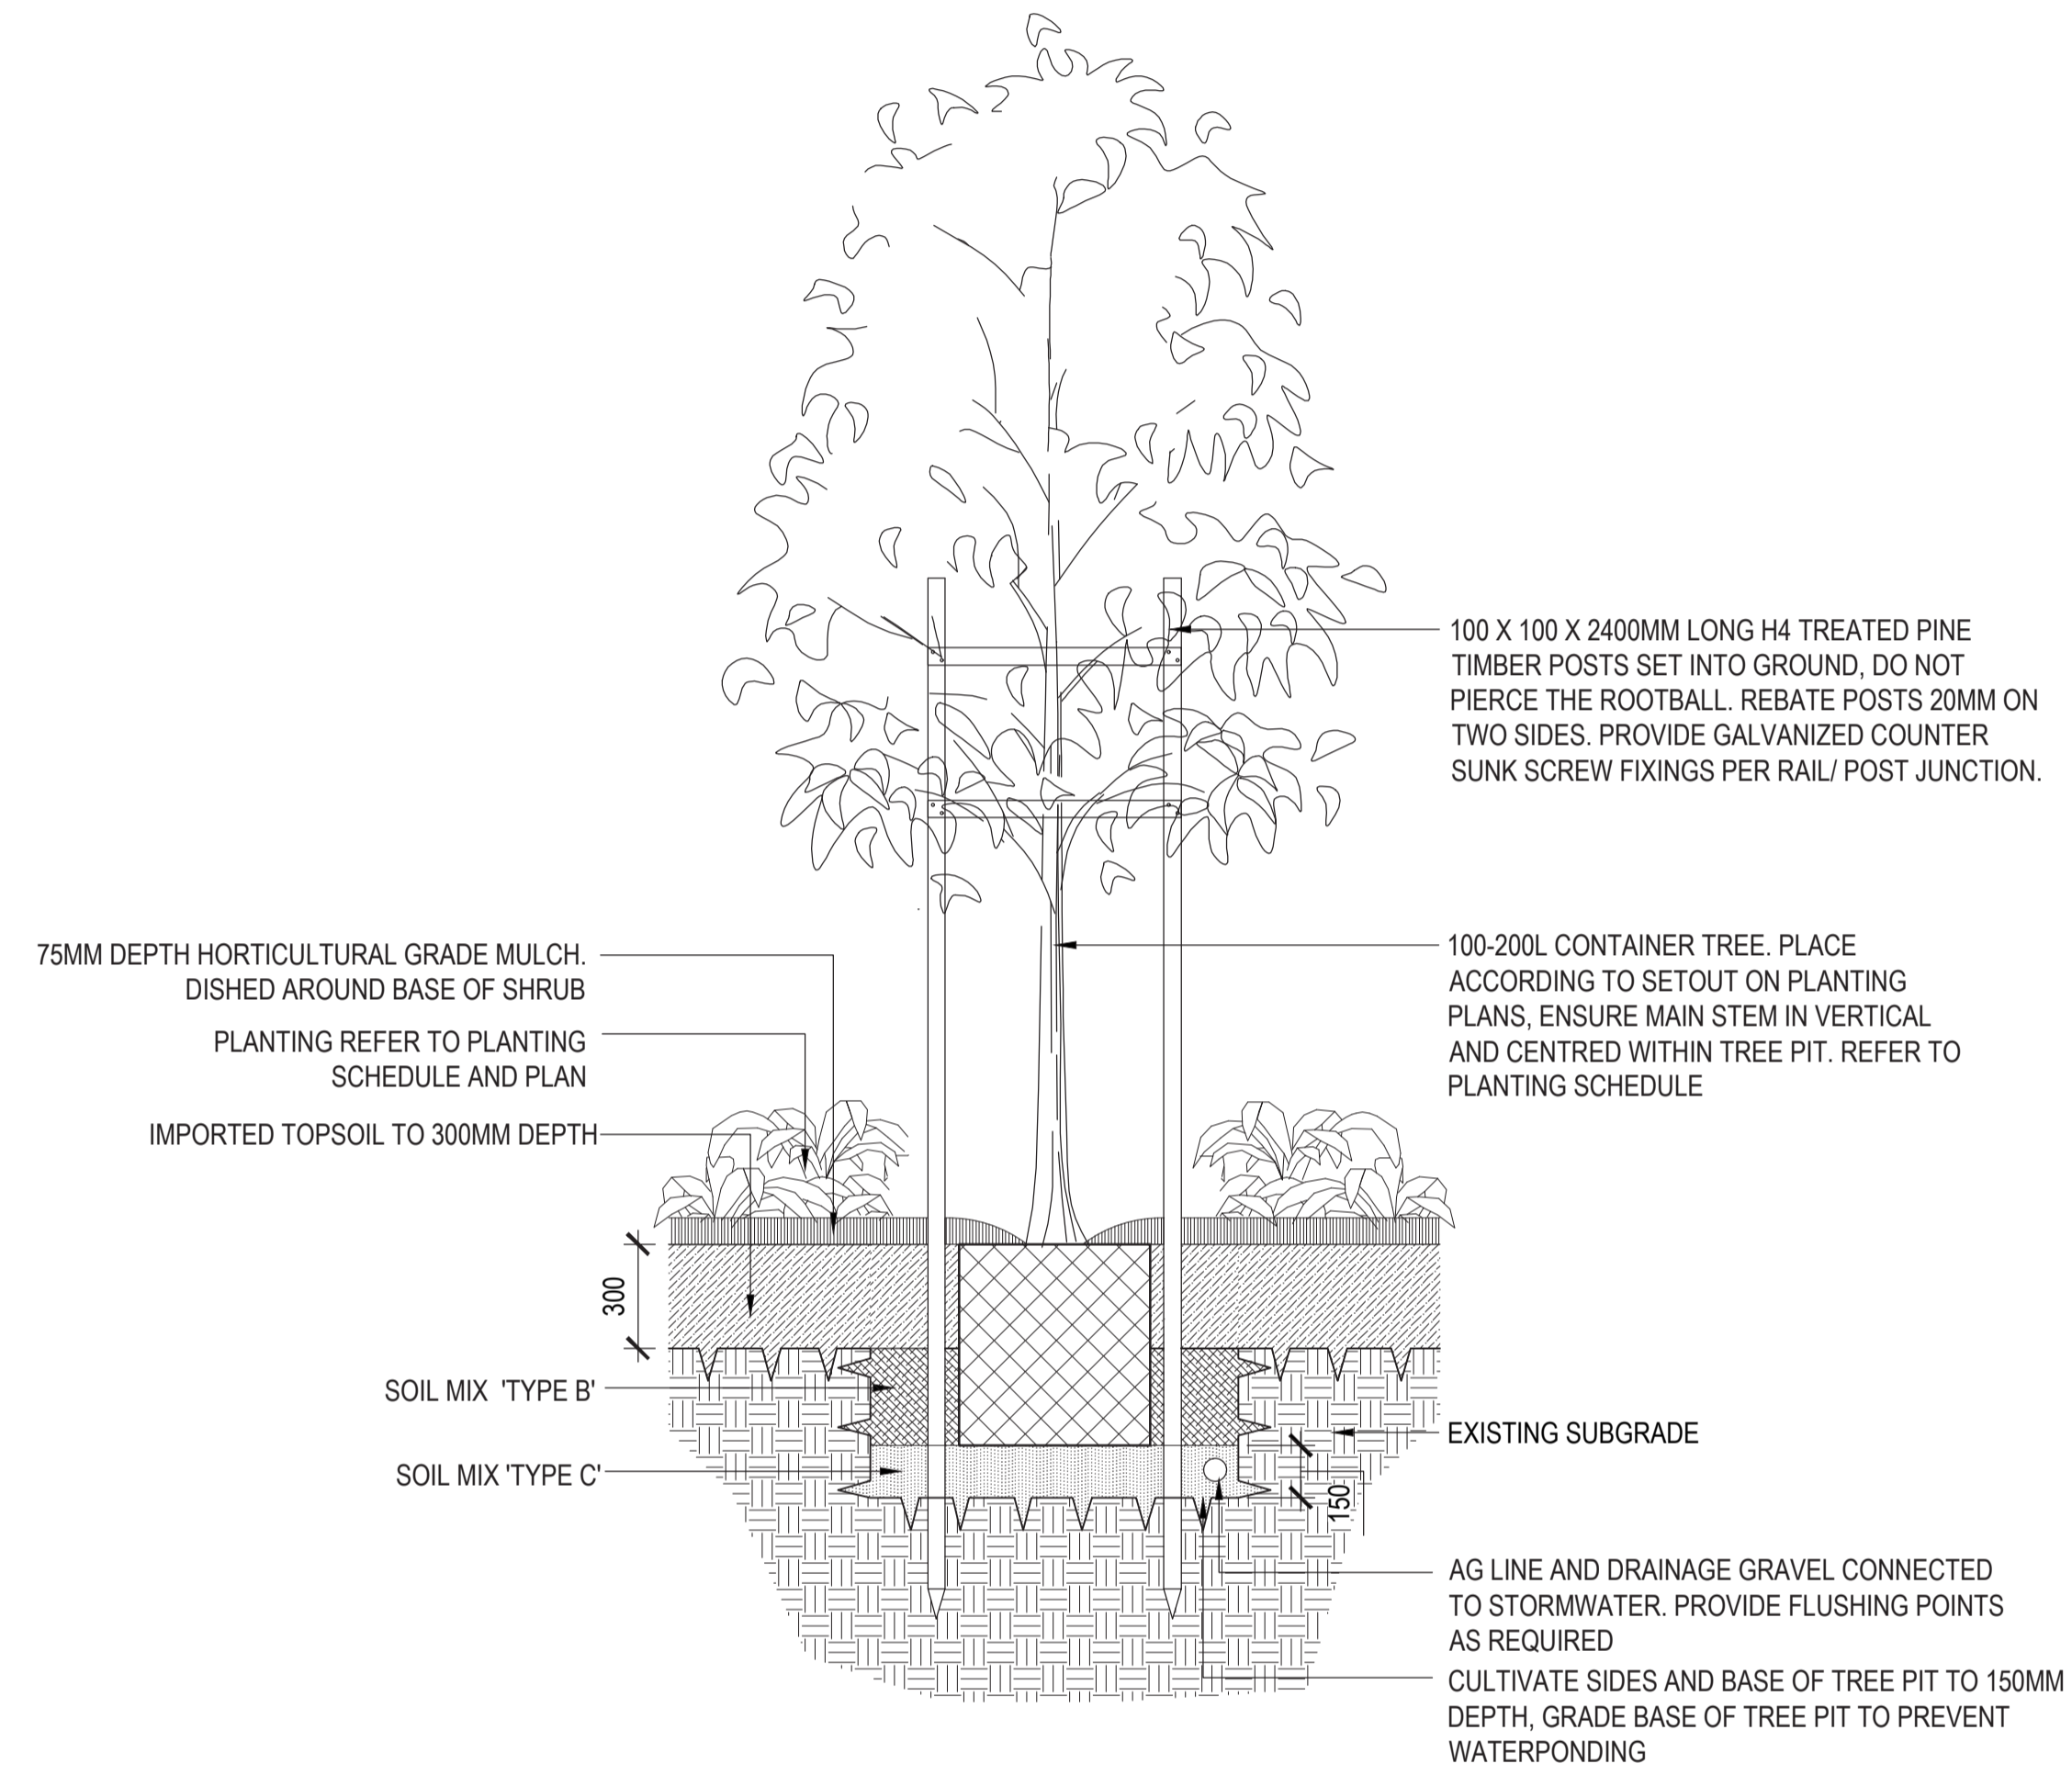 100 X 100 X 2400MM LONG H4 TREATED PINE
TIMBER POSTS SET INTO GROUND, DO NOT
PIERCE THE ROOTBALL. REBATE POSTS 20MM ON
TWO SIDES. PROVIDE GALVANIZED COUNTER
SUNK SCREW FIXINGS PER RAIL/ POST JUNCTION.
75MM DEPTH HORTICULTURAL GRADE MULCH.
DISHED AROUND BASE OF SHRUB
PLANTING REFER TO PLANTING
SCHEDULE AND PLAN
IMPORTED TOPSOIL TO 300MM DEPTH
100-200L CONTAINER TREE. PLACE
ACCORDING TO SETOUT ON PLANTING
PLANS, ENSURE MAIN STEM IN VERTICAL
AND CENTRED WITHIN TREE PIT. REFER TO
PLANTING SCHEDULE
300
SOIL MIX 'TYPE B'
SOIL MIX 'TYPE C'
EXISTING SUBGRADE
150
AG LINE AND DRAINAGE GRAVEL CONNECTED
TO STORMWATER. PROVIDE FLUSHING POINTS
AS REQUIRED
CULTIVATE SIDES AND BASE OF TREE PIT TO 150MM
DEPTH, GRADE BASE OF TREE PIT TO PREVENT
WATERPONDING